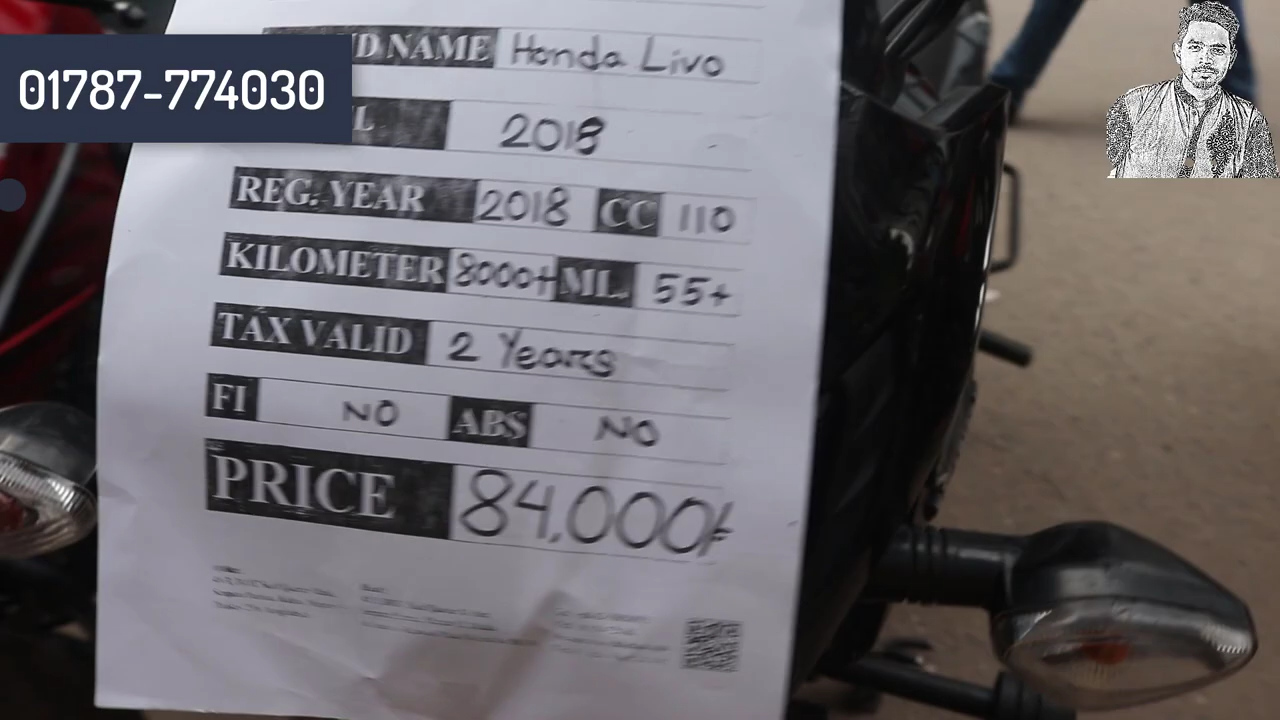 01787-774030
D NAME Honda Livo
L 2018
REG. YEAR 2018 CC 110
KILOMETER 8000+ ML. 55+
TAX VALID 2 Years
FI NO ABS NO
PRICE 84,000/-